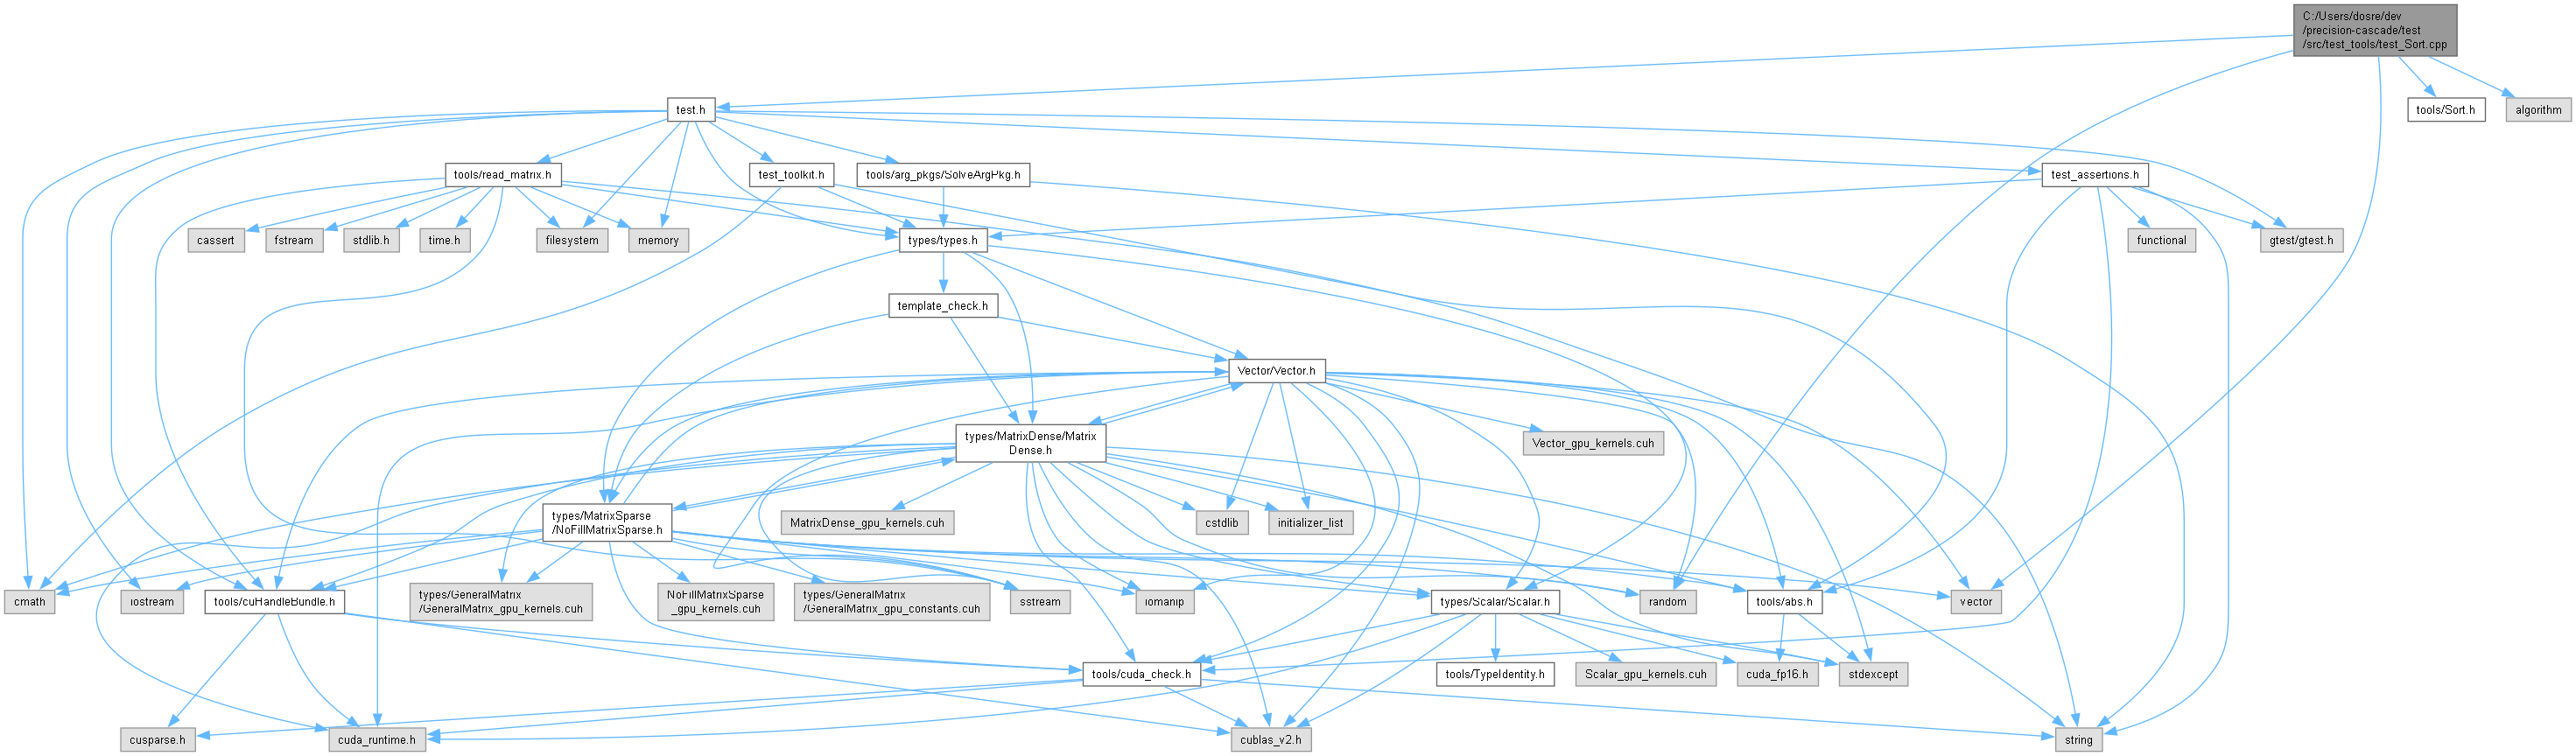 C:/Users/dosre/dev
/precision-cascade/test
/src/test_tools/test_Sort.cpp
test.h
tools/Sort.h
algorithm
tools/read_matrix.h
test_toolkit.h
tools/arg_pkgs/SolveArgPkg.h
test_assertions.h
cassert
fstream
stdlib.h
time.h
filesystem
memory
types/types.h
functional
gtest/gtest.h
template_check.h
Vector/Vector.h
types/MatrixDense/Matrix
Dense.h
Vector_gpu_kernels.cuh
types/MatrixSparse
/NoFillMatrixSparse.h
MatrixDense_gpu_kernels.cuh
cstdlib
initializer_list
cmath
iostream
tools/cuHandleBundle.h
types/GeneralMatrix
/GeneralMatrix_gpu_kernels.cuh
NoFillMatrixSparse
_gpu_kernels.cuh
types/GeneralMatrix
/GeneralMatrix_gpu_constants.cuh
sstream
iomanip
types/Scalar/Scalar.h
random
tools/abs.h
vector
tools/cuda_check.h
tools/TypeIdentity.h
Scalar_gpu_kernels.cuh
cuda_fp16.h
stdexcept
cusparse.h
cuda_runtime.h
cublas_v2.h
string